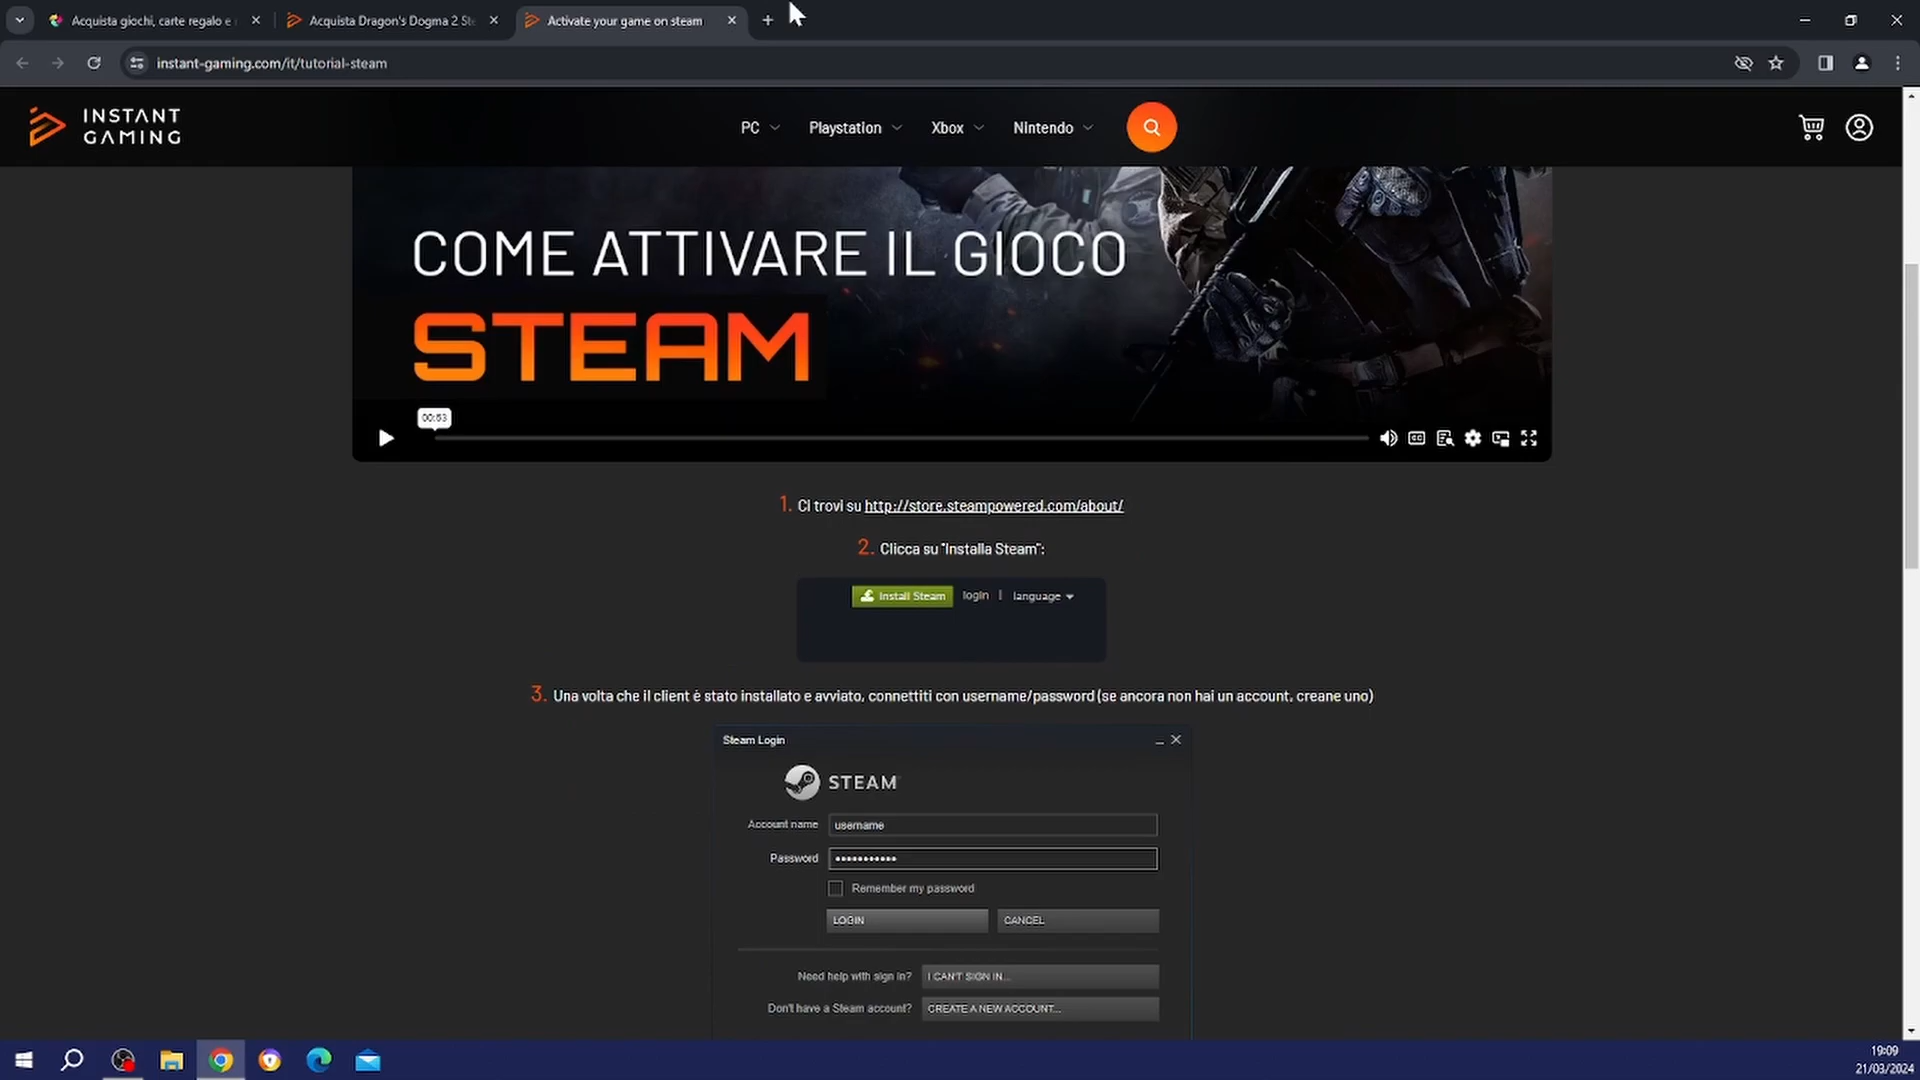 Acquista giochi, carte regalo e
Acquista Dragon's Dogma 2 Ste
Activate your game on steam
instant-gaming.com/it/tutorial-steam
INSTANT
GAMING
PC
Playstation
Xbox
Nintendo
COME ATTIVARE IL GIOCO
STEAM
00:53
CC
1. Ci trovi su http://store.steampowered.com/about/
2. Clicca su "Installa Steam":
Install Steam login | language
3. Una volta che il client è stato installato e avviato, connettiti con username/password (se ancora non hai un account, creane uno)
Steam Login
STEAM
Account name username
Password
Remember my password
LOGIN CANCEL
Need help with sign in? I CAN'T SIGN IN...
Don't have a Steam account? CREATE A NEW ACCOUNT...
19:09
21/03/2024